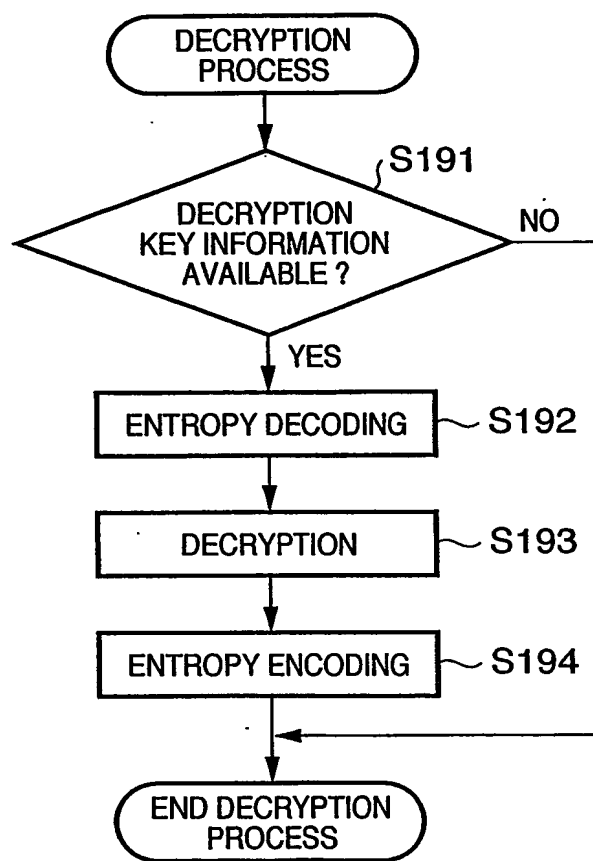 DECRYPTION
PROCESS
S191
DECRYPTION
KEY INFORMATION
AVAILABLE ?
NO
YES
ENTROPY DECODING
S192
DECRYPTION
S193
ENTROPY ENCODING
S194
END DECRYPTION
PROCESS